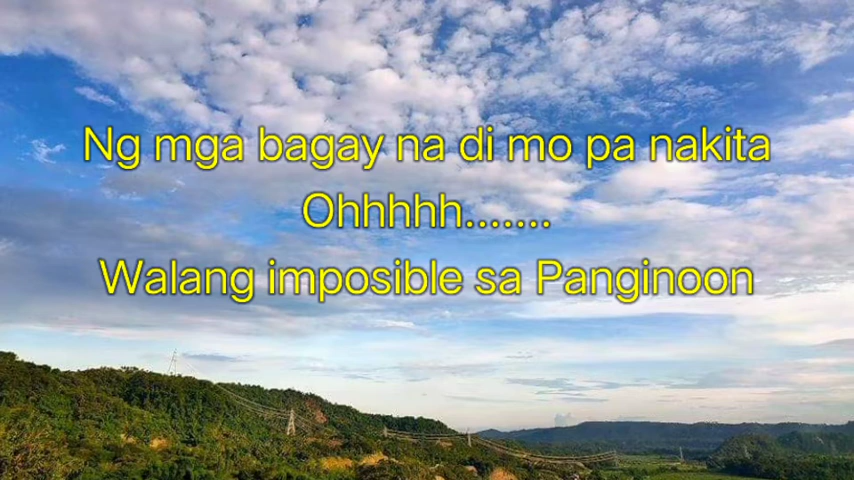 Ng mga bagay na di mo pa nakita
Ohhhhh.......
Walang imposible sa Panginoon